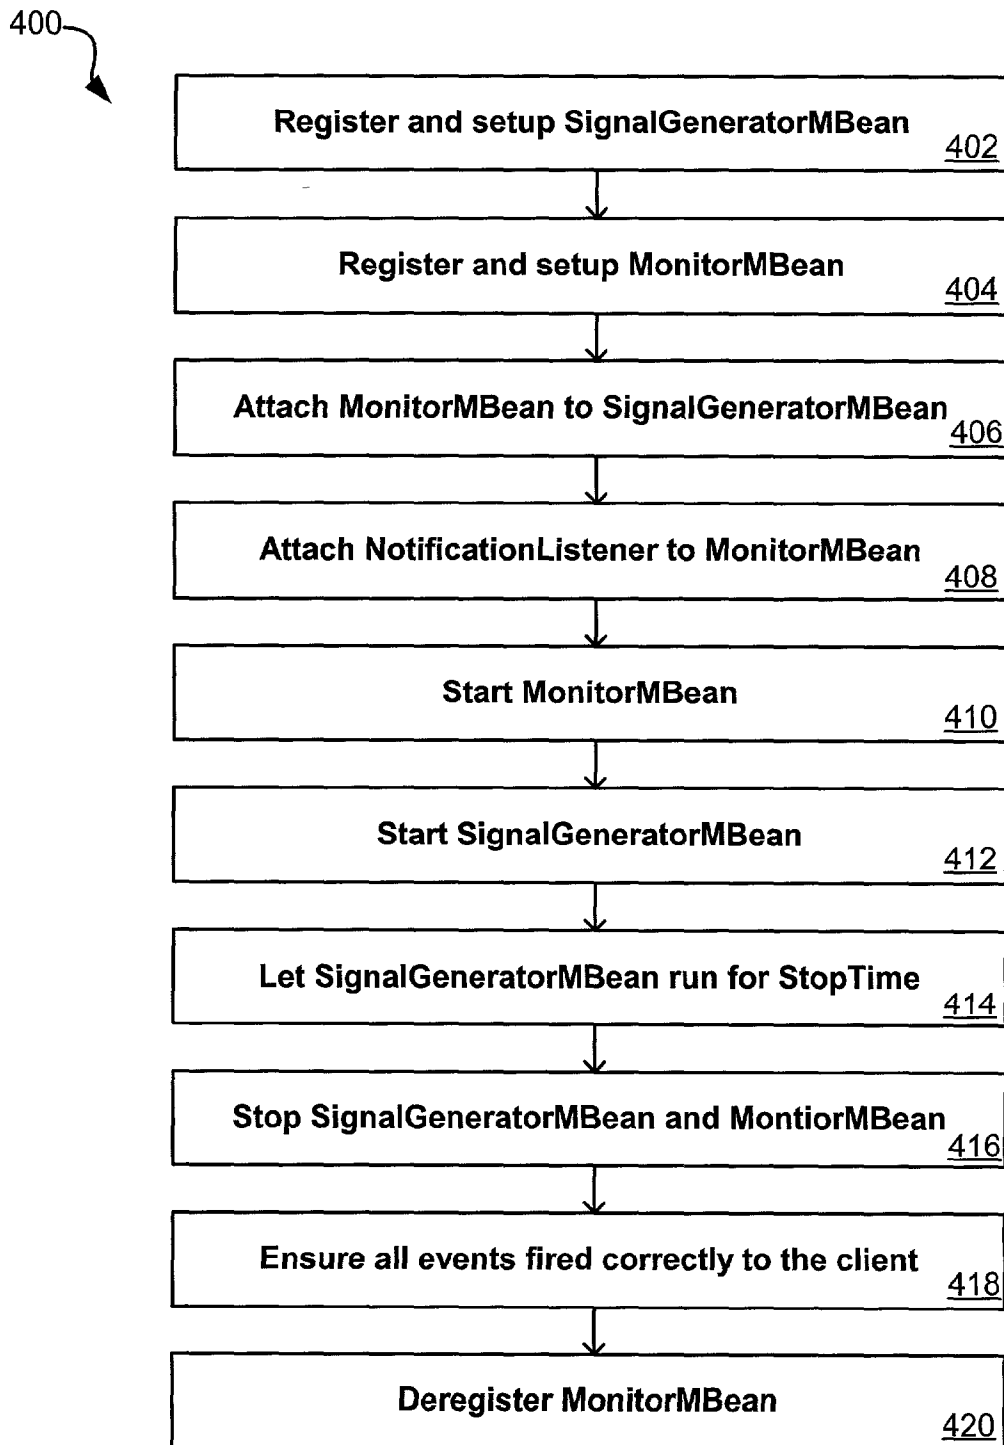 400
Register and setup SignalGeneratorMBean
402
Register and setup MonitorMBean
404
Attach MonitorMBean to SignalGeneratorMBean
406
Attach NotificationListener to MonitorMBean
408
Start MonitorMBean
410
Start SignalGeneratorMBean
412
Let SignalGeneratorMBean run for StopTime
414
Stop SignalGeneratorMBean and MontiorMBean
416
Ensure all events fired correctly to the client
418
Deregister MonitorMBean
420